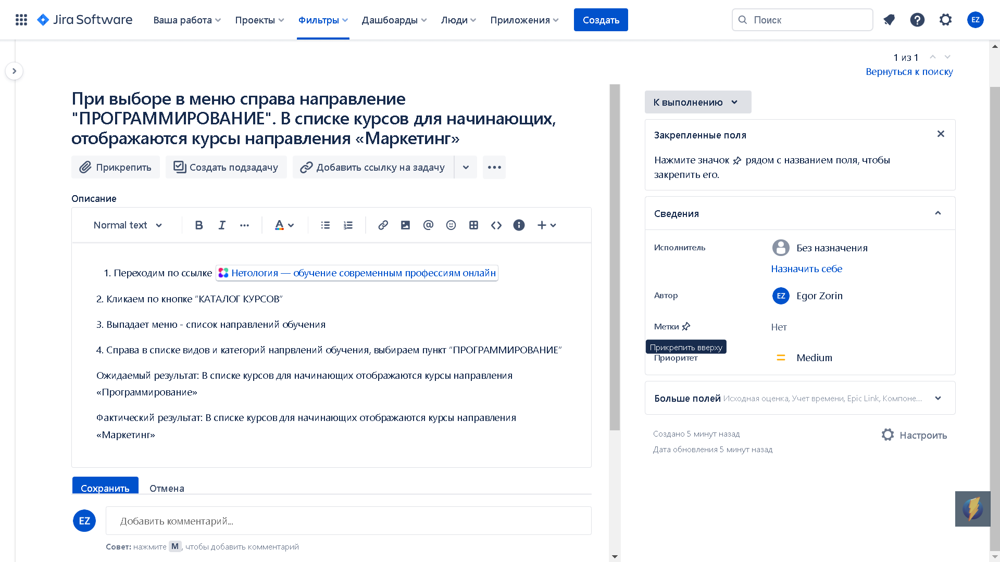 Jira Software
Ваша работа
Проекты
Фильтры
Дашбоарды
Люди
Приложения
Создать
Поиск
EZ
1 из 1
Вернуться к поиску
При выборе в меню справа направление
"ПРОГРАММИРОВАНИЕ". В списке курсов для начинающих,
отображаются курсы направления «Маркетинг»
Прикрепить
Создать подзадачу
Добавить ссылку на задачу
Описание
Normal text
1. Переходим по ссылке Нетология — обучение современным профессиям онлайн
2. Кликаем по кнопке “КАТАЛОГ КУРСОВ”
3. Выпадает меню - список направлений обучения
4. Справа в списке видов и категорий напрвлений обучения, выбираем пункт “ПРОГРАММИРОВАНИЕ”
Ожидаемый результат: В списке курсов для начинающих отображаются курсы направления
«Программирование»
Фактический результат: В списке курсов для начинающих отображаются курсы направления
«Маркетинг»
Сохранить
Отмена
EZ
Добавить комментарий...
Совет: нажмите M, чтобы добавить комментарий
К выполнению
Закрепленные поля
Нажмите значок рядом с названием поля, чтобы
закрепить его.
Сведения
Исполнитель
Без назначения
Назначить себе
Автор
EZ
Egor Zorin
Метки
Нет
Прикрепить вверху
Приоритет
Medium
Больше полей Исходная оценка, Учет времени, Epic Link, Компоне...
Создано 5 минут назад
Дата обновления 5 минут назад
Настроить